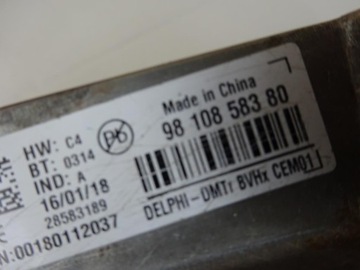 Made in China
HW: C4
BT: 0314
Pb
98 108 583 80
IND: A
16/01/18
28583189
DELPHI-DMTr BVHx CEM01
N:00180112037